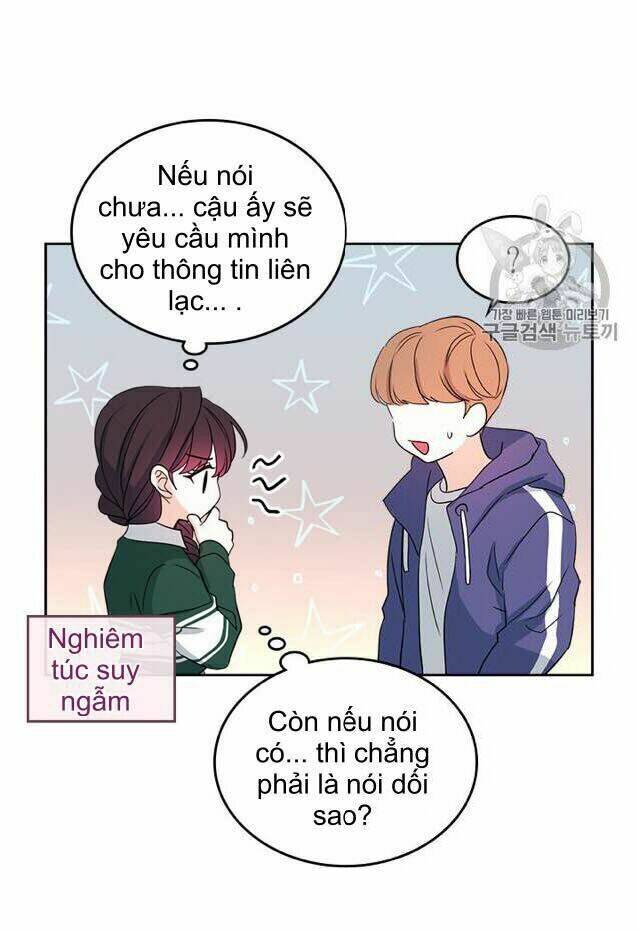 Nếu nói
chưa... cậu ấy sẽ
yêu cầu mình
cho thông tin liên
lạc... .
?
가장 빠른 웹툰 미리보기
구글검색 뉴토끼
Nghiêm
túc suy
ngẫm
Còn nếu nói
có... thì chẳng
phải là nói dối
sao?